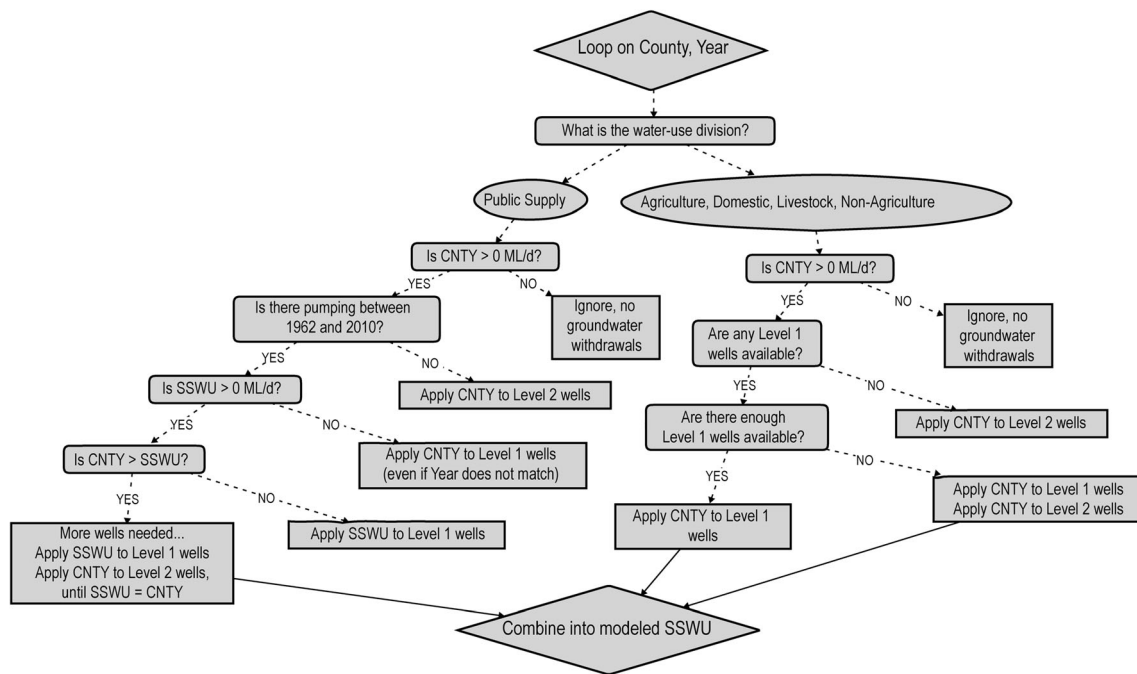 Loop on County, Year
What is the water-use division?
Public Supply
Agriculture, Domestic, Livestock, Non-Agriculture
Is CNTY > 0 ML/d?
Is CNTY > 0 ML/d?
YES
NO
YES
NO
Is there pumping between
1962 and 2010?
Ignore, no
groundwater
withdrawals
Are any Level 1
wells available?
Ignore, no
groundwater
withdrawals
YES
NO
YES
NO
Is SSWU > 0 ML/d?
Apply CNTY to Level 2 wells
Are there enough
Level 1 wells available?
Apply CNTY to Level 2 wells
YES
NO
YES
NO
Is CNTY > SSWU?
Apply CNTY to Level 1 wells
(even if Year does not match)
Apply CNTY to Level 1 wells
Apply CNTY to Level 2 wells
YES
NO
More wells needed...
Apply SSWU to Level 1 wells
Apply CNTY to Level 2 wells,
until SSWU = CNTY
Apply SSWU to Level 1 wells
Apply CNTY to Level 1
wells
Combine into modeled SSWU